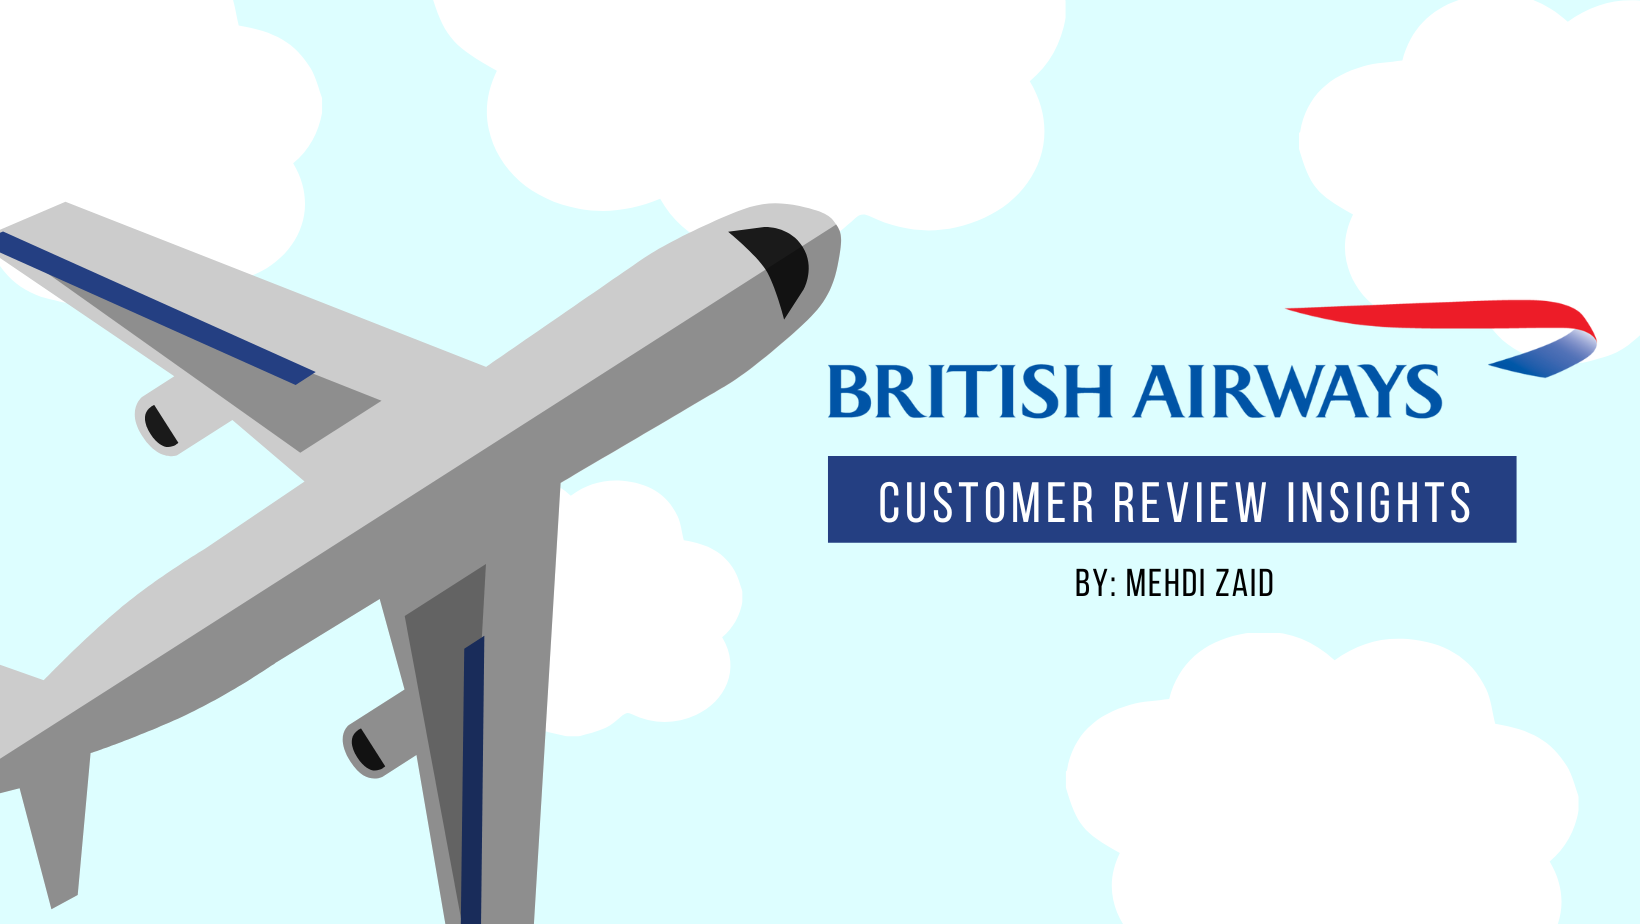 BRITISH AIRWAYS
CUSTOMER REVIEW INSIGHTS
BY: MEHDI ZAID